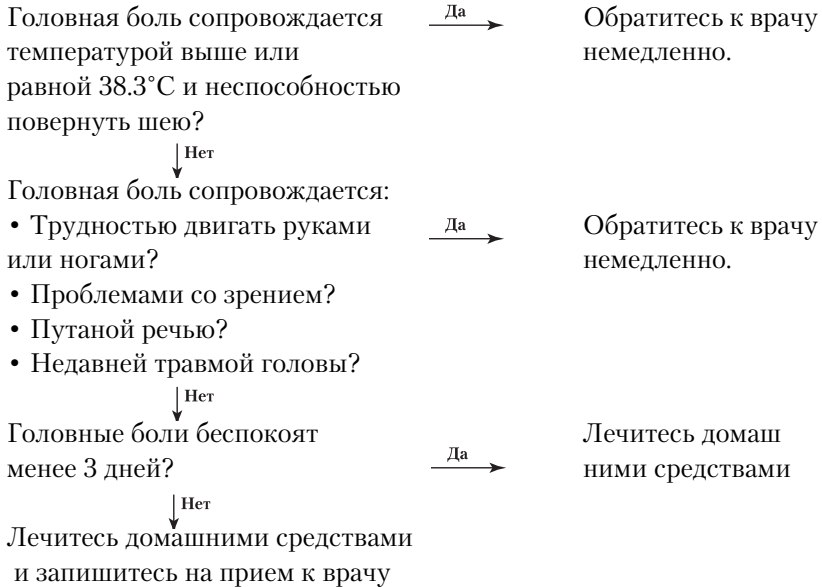 Головная боль сопровождается
температурой выше или
равной 38.3°C и неспособностью
повернуть шею?
Да
Обратитесь к врачу
немедленно.
Нет
Головная боль сопровождается:
• Трудностью двигать руками
или ногами?
• Проблемами со зрением?
• Путаной речью?
• Недавней травмой головы?
Да
Обратитесь к врачу
немедленно.
Нет
Головные боли беспокоят
менее 3 дней?
Да
Лечитесь домаш
ними средствами
Нет
Лечитесь домашними средствами
и запишитесь на прием к врачу